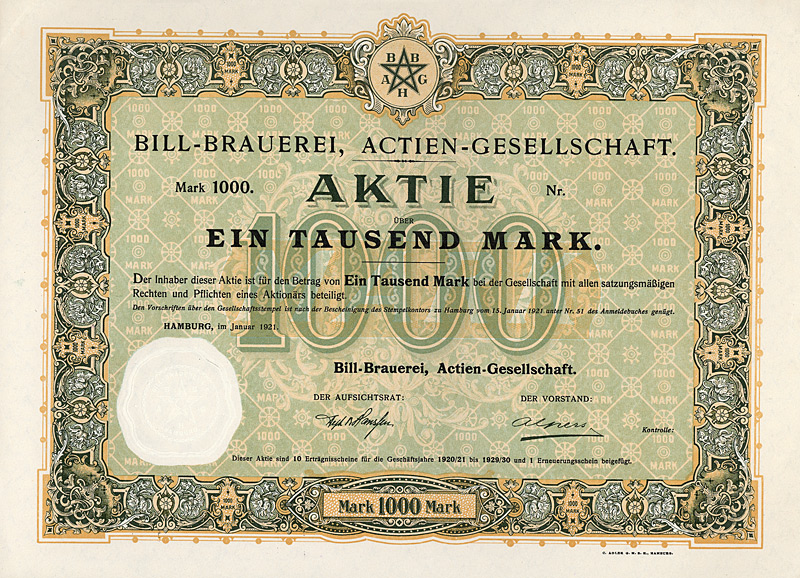 B B
A G
H
BILL-BRAUEREI, ACTIEN-GESELLSCHAFT.
Mark 1000. AKTIE Nr.
ÜBER
EIN TAUSEND MARK.
1000
Der Inhaber dieser Aktie ist für den Betrag von Ein Tausend Mark bei der Gesellschaft mit allen satzungsmäßigen
Rechten und Pflichten eines Aktionärs beteiligt.
Den Vorschriften über den Gesellschaftsstempel ist nach der Bescheinigung des Stempelkontors zu Hamburg vom 15. Januar 1921 unter Nr. 51 des Anmeldebuches genügt.
HAMBURG, im Januar 1921.
Bill-Brauerei, Actien-Gesellschaft.
DER AUFSICHTSRAT: DER VORSTAND:
Kontrolle:
Dieser Aktie sind 10 Erträgnisscheine für die Geschäftsjahre 1920/21 bis 1929/30 und 1 Erneuerungsschein beigefügt.
Mark 1000 Mark
C. ADLER G. M. B. H., HAMBURG.